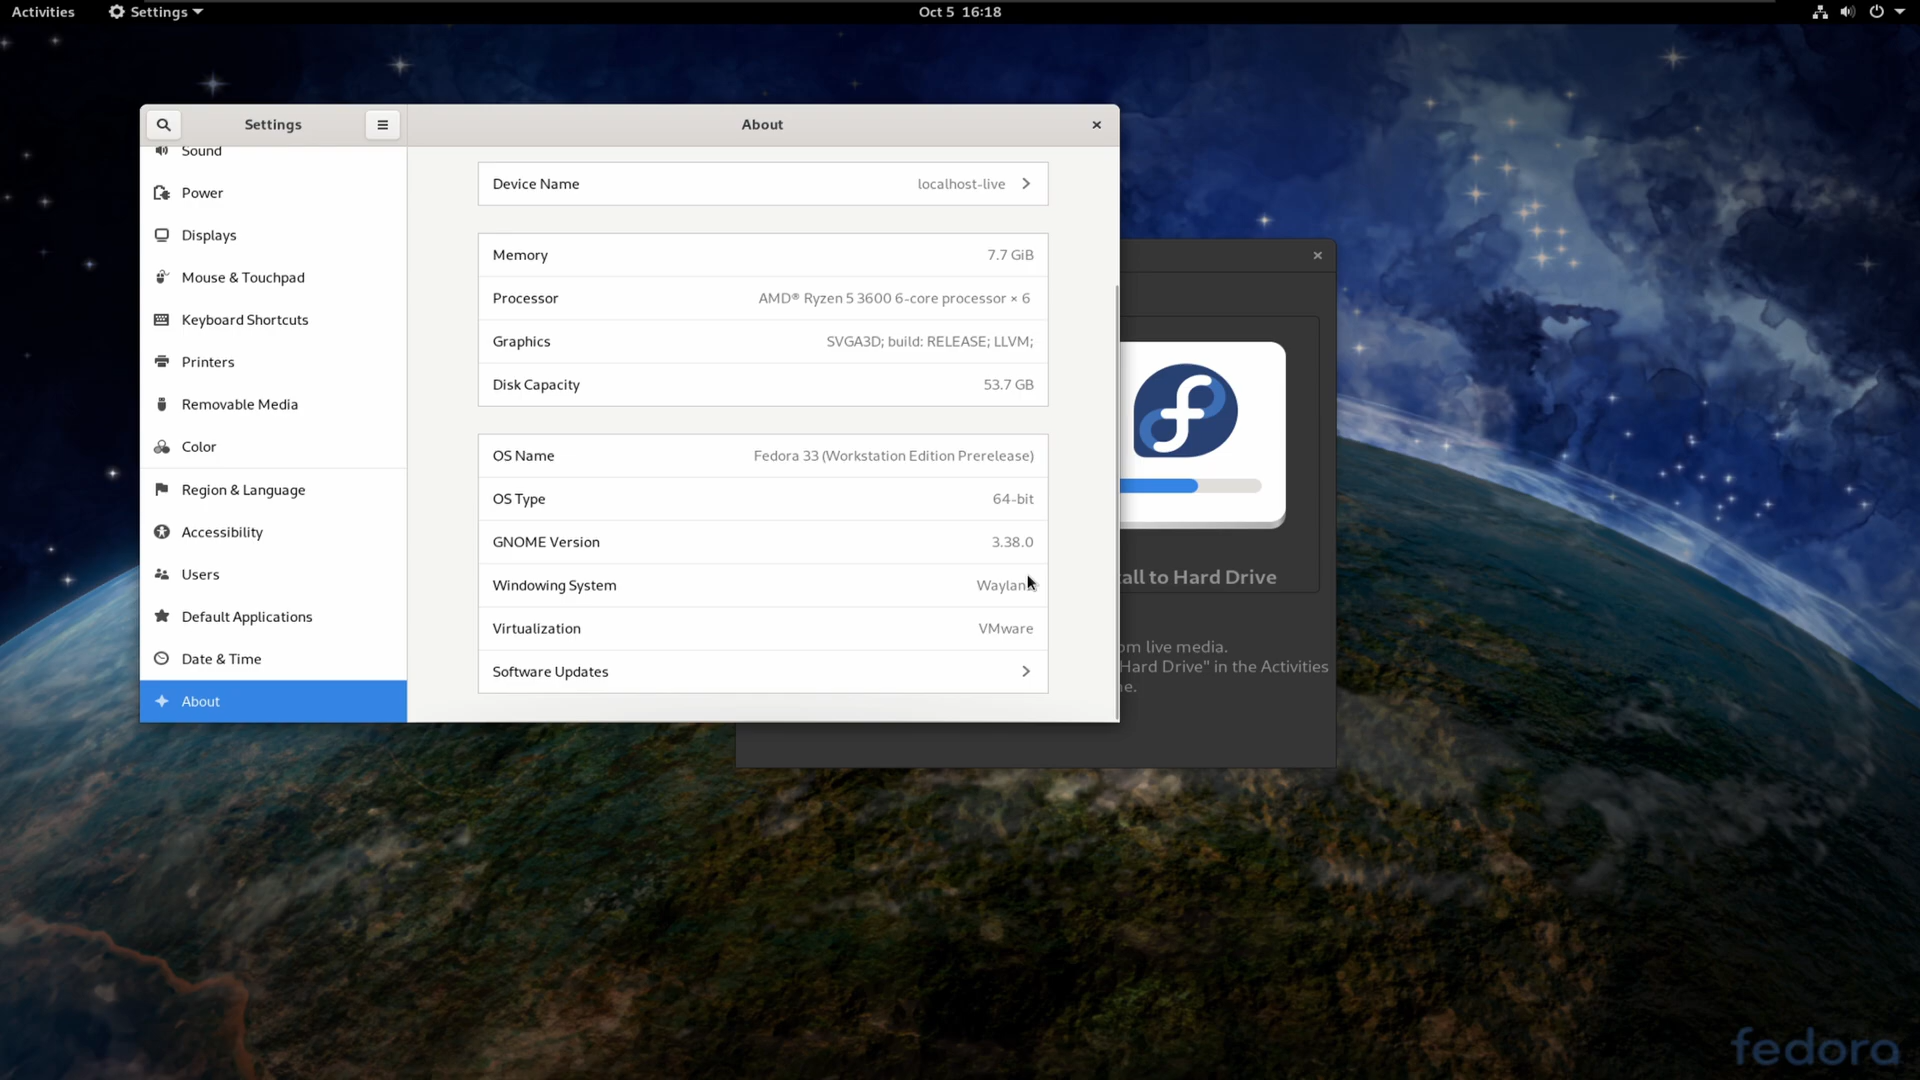 Activities
Settings
Oct 5 16:18
Settings
About
Sound
Power
Displays
Mouse & Touchpad
Keyboard Shortcuts
Printers
Removable Media
Color
Region & Language
Accessibility
Users
Default Applications
Date & Time
About
Device Name localhost-live
Memory 7.7 GiB
Processor AMD® Ryzen 5 3600 6-core processor × 6
Graphics SVGA3D; build: RELEASE; LLVM;
Disk Capacity 53.7 GB
OS Name Fedora 33 (Workstation Edition Prerelease)
OS Type 64-bit
GNOME Version 3.38.0
Windowing System Wayland
Virtualization VMware
Software Updates
all to Hard Drive
om live media.
Hard Drive" in the Activities
e.
fedora